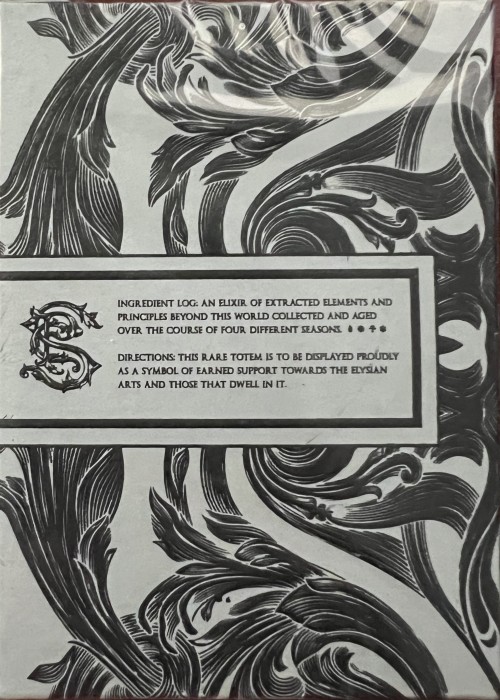 INGREDIENT LOG: AN ELIXIR OF EXTRACTED ELEMENTS AND
PRINCIPLES BEYOND THIS WORLD COLLECTED AND AGED
OVER THE COURSE OF FOUR DIFFERENT SEASONS.
DIRECTIONS: THIS RARE TOTEM IS TO BE DISPLAYED PROUDLY
AS A SYMBOL OF EARNED SUPPORT TOWARDS THE ELYSIAN
ARTS AND THOSE THAT DWELL IN IT.